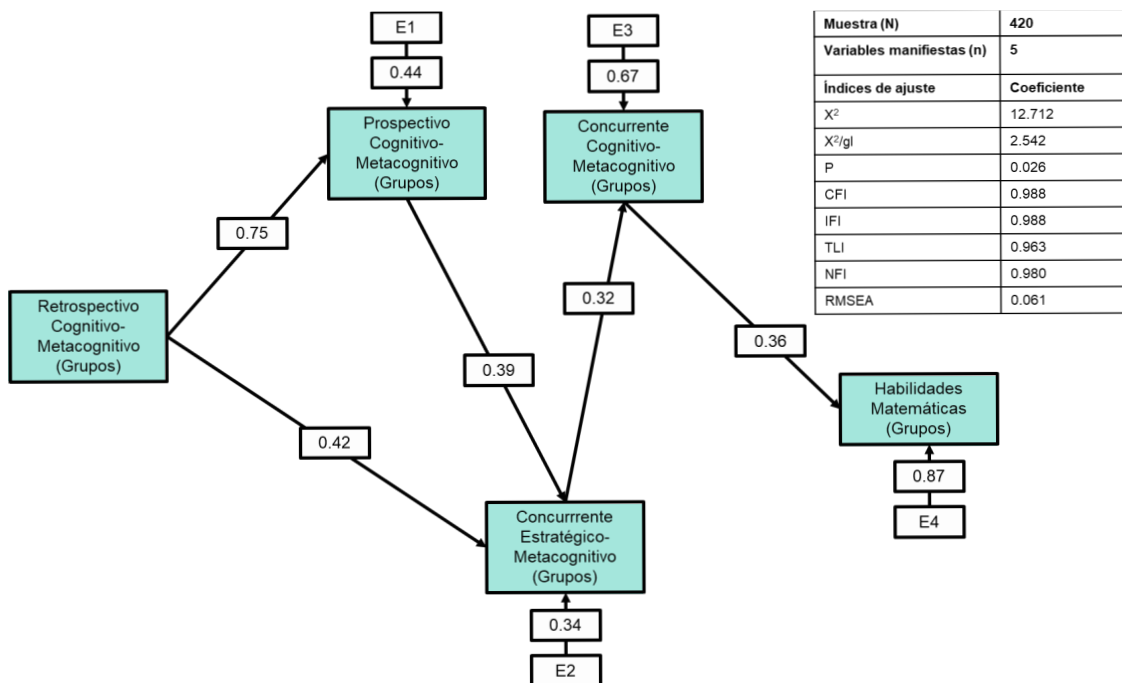 E1
0.44
Prospectivo
Cognitivo-
Metacognitivo
(Grupos)
E3
0.67
Concurrente
Cognitivo-
Metacognitivo
(Grupos)
Muestra (N) 420
Variables manifiestas (n) 5
Índices de ajuste Coeficiente
X² 12.712
X²/gl 2.542
P 0.026
CFI 0.988
IFI 0.988
TLI 0.963
NFI 0.980
RMSEA 0.061
0.75
0.32
Retrospectivo
Cognitivo-
Metacognitivo
(Grupos)
0.39
0.36
0.42
Habilidades
Matemáticas
(Grupos)
0.87
E4
Concurrrente
Estratégico-
Metacognitivo
(Grupos)
0.34
E2